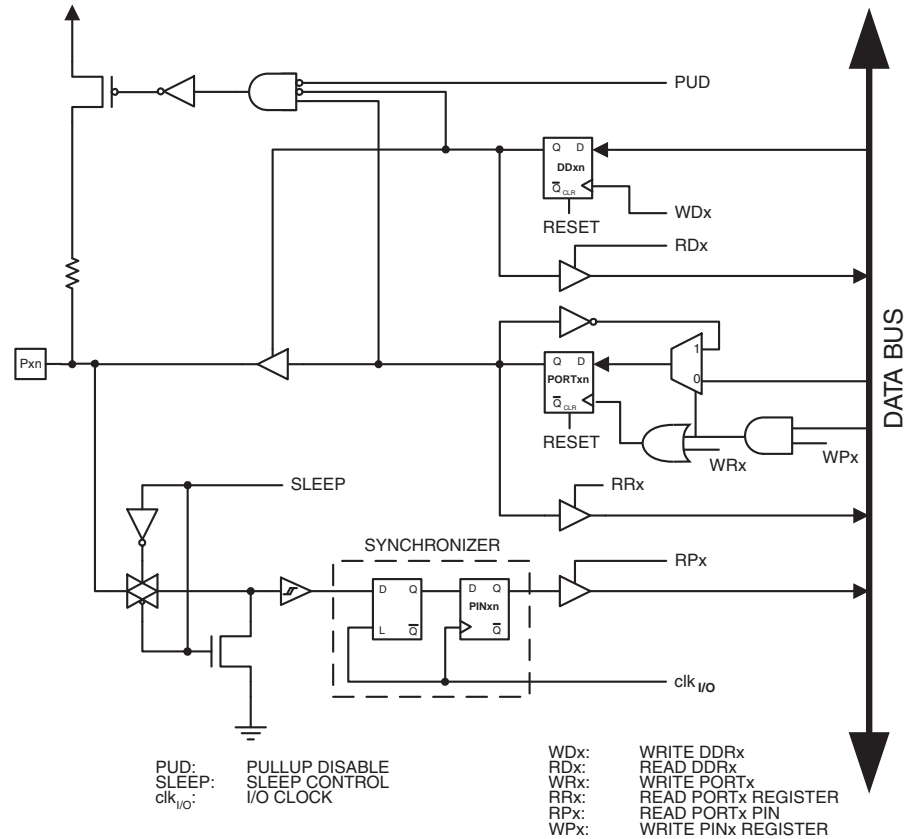 PUD
Q D
DDxn
Q CLR
WDx
RESET
RDx
Pxn
1
Q D
PORTxn
0
Q CLR
RESET
WRx
WPx
DATA BUS
RRx
SLEEP
SYNCHRONIZER
RPx
D Q
D Q
PINxn
L Q
Q
clk I/O
PUD: PULLUP DISABLE
SLEEP: SLEEP CONTROL
clk I/O: I/O CLOCK
WDx: WRITE DDRx
RDx: READ DDRx
WRx: WRITE PORTx
RRx: READ PORTx REGISTER
RPx: READ PORTx PIN
WPx: WRITE PINx REGISTER